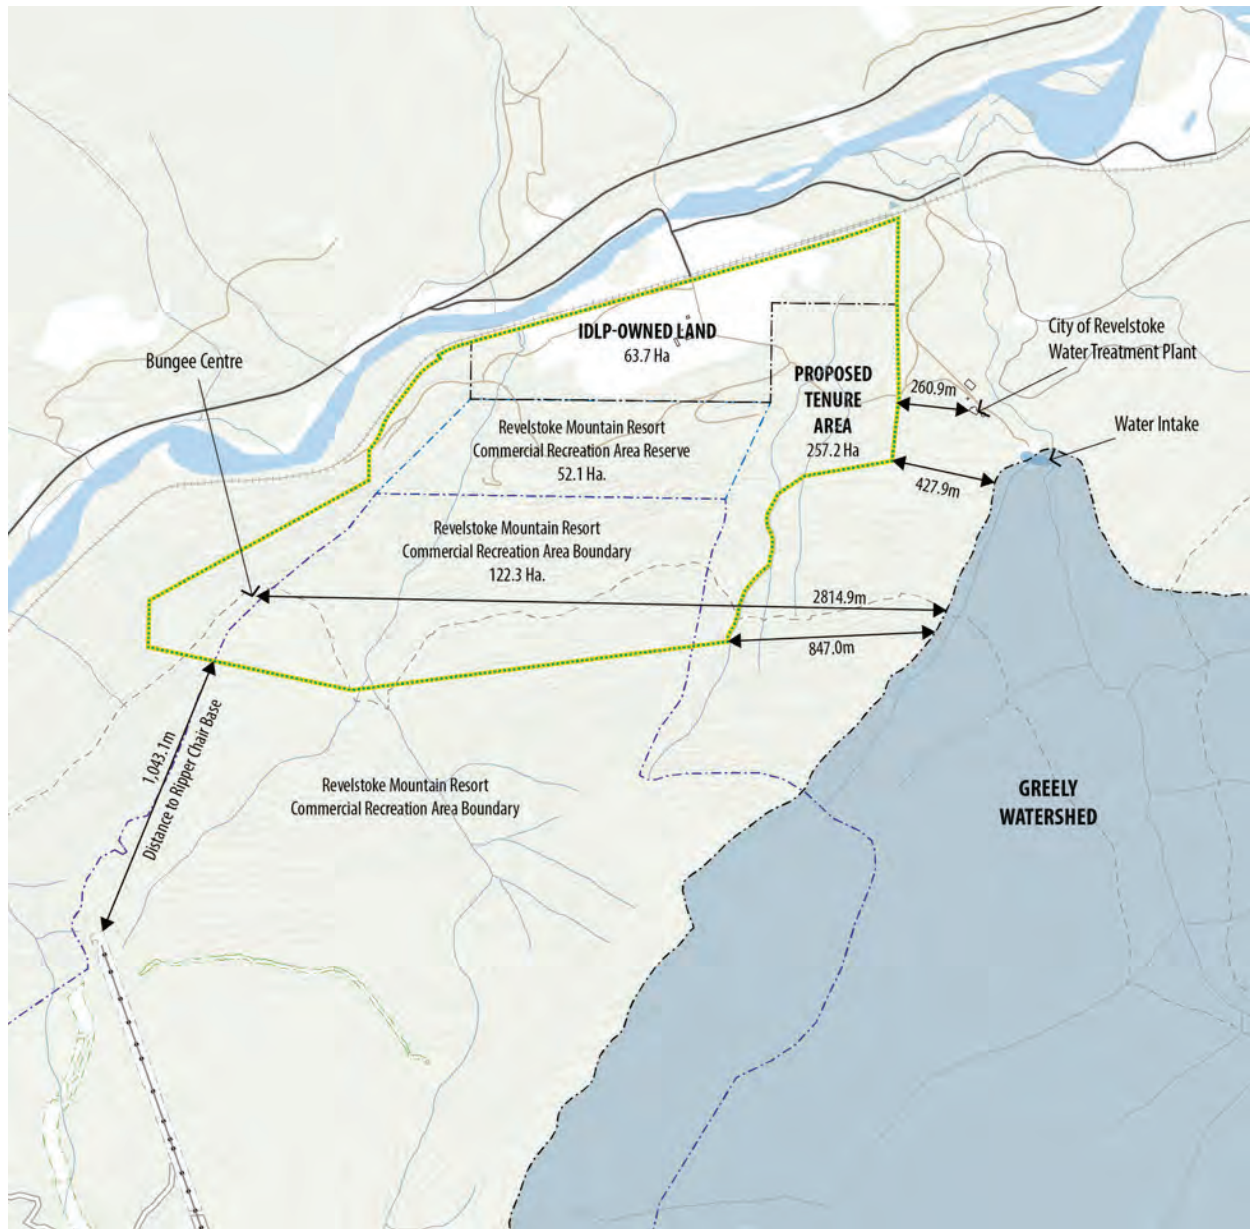 IDLP-OWNED LAND
63.7 Ha
City of Revelstoke
Water Treatment Plant
Bungee Centre
PROPOSED
TENURE
AREA
257.2 Ha
260.9m
Water Intake
Revelstoke Mountain Resort
Commercial Recreation Area Reserve
52.1 Ha.
427.9m
Revelstoke Mountain Resort
Commercial Recreation Area Boundary
122.3 Ha.
2814.9m
847.0m
1,043.1m
Distance to Ripper Chair Base
Revelstoke Mountain Resort
Commercial Recreation Area Boundary
GREELY
WATERSHED